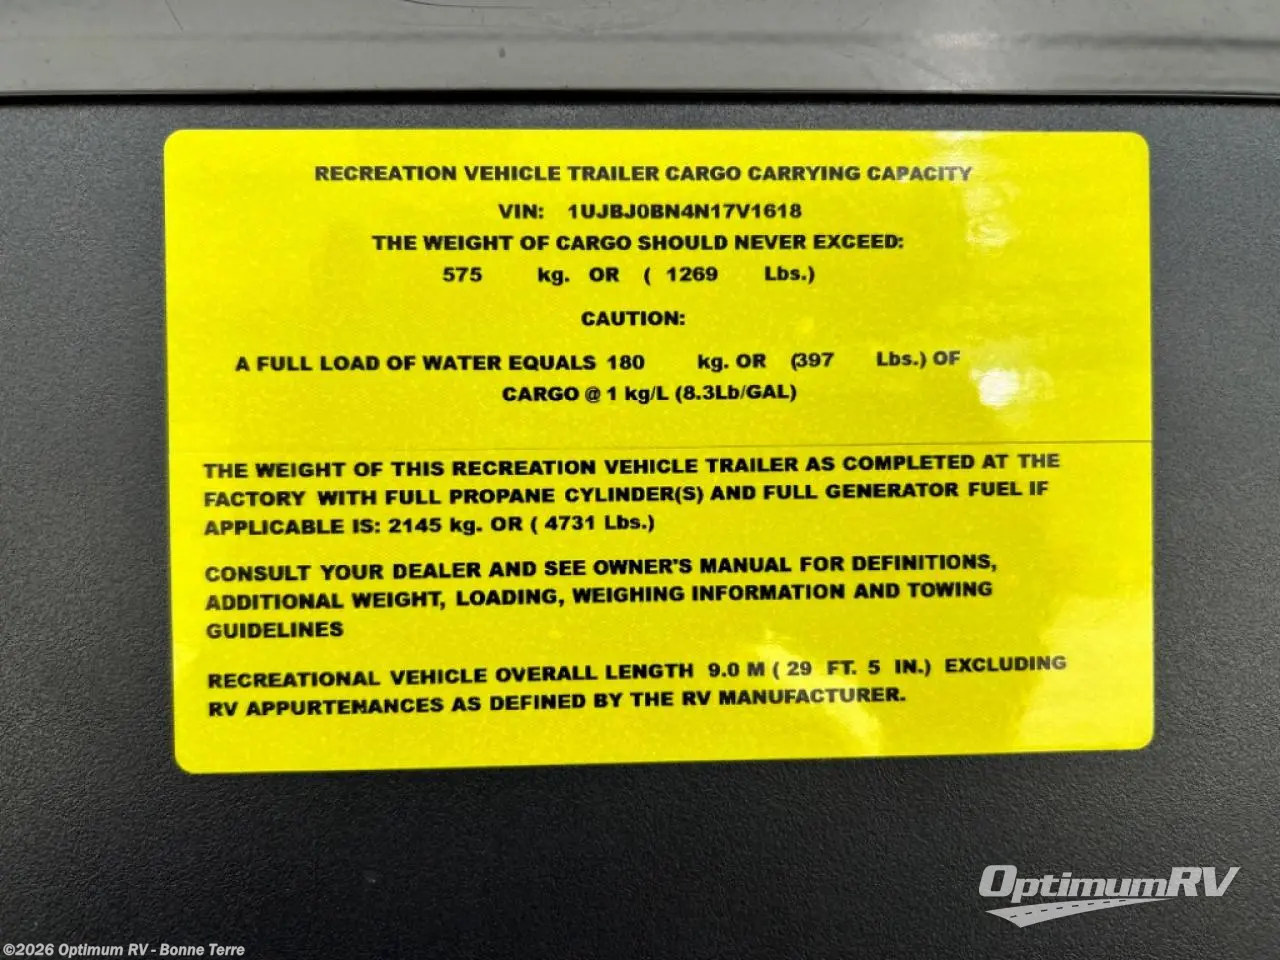 RECREATION VEHICLE TRAILER CARGO CARRYING CAPACITY
VIN: 1UJBJ0BN4N17V1618
THE WEIGHT OF CARGO SHOULD NEVER EXCEED:
575 kg. OR ( 1269 Lbs.)
CAUTION:
A FULL LOAD OF WATER EQUALS 180 kg. OR (397 Lbs.) OF
CARGO @ 1 kg/L (8.3Lb/GAL)
THE WEIGHT OF THIS RECREATION VEHICLE TRAILER AS COMPLETED AT THE
FACTORY WITH FULL PROPANE CYLINDER(S) AND FULL GENERATOR FUEL IF
APPLICABLE IS: 2145 kg. OR ( 4731 Lbs.)
CONSULT YOUR DEALER AND SEE OWNER'S MANUAL FOR DEFINITIONS,
ADDITIONAL WEIGHT, LOADING, WEIGHING INFORMATION AND TOWING
GUIDELINES
RECREATIONAL VEHICLE OVERALL LENGTH 9.0 M ( 29 FT. 5 IN.) EXCLUDING
RV APPURTENANCES AS DEFINED BY THE RV MANUFACTURER.
OptimumRV
©2026 Optimum RV - Bonne Terre